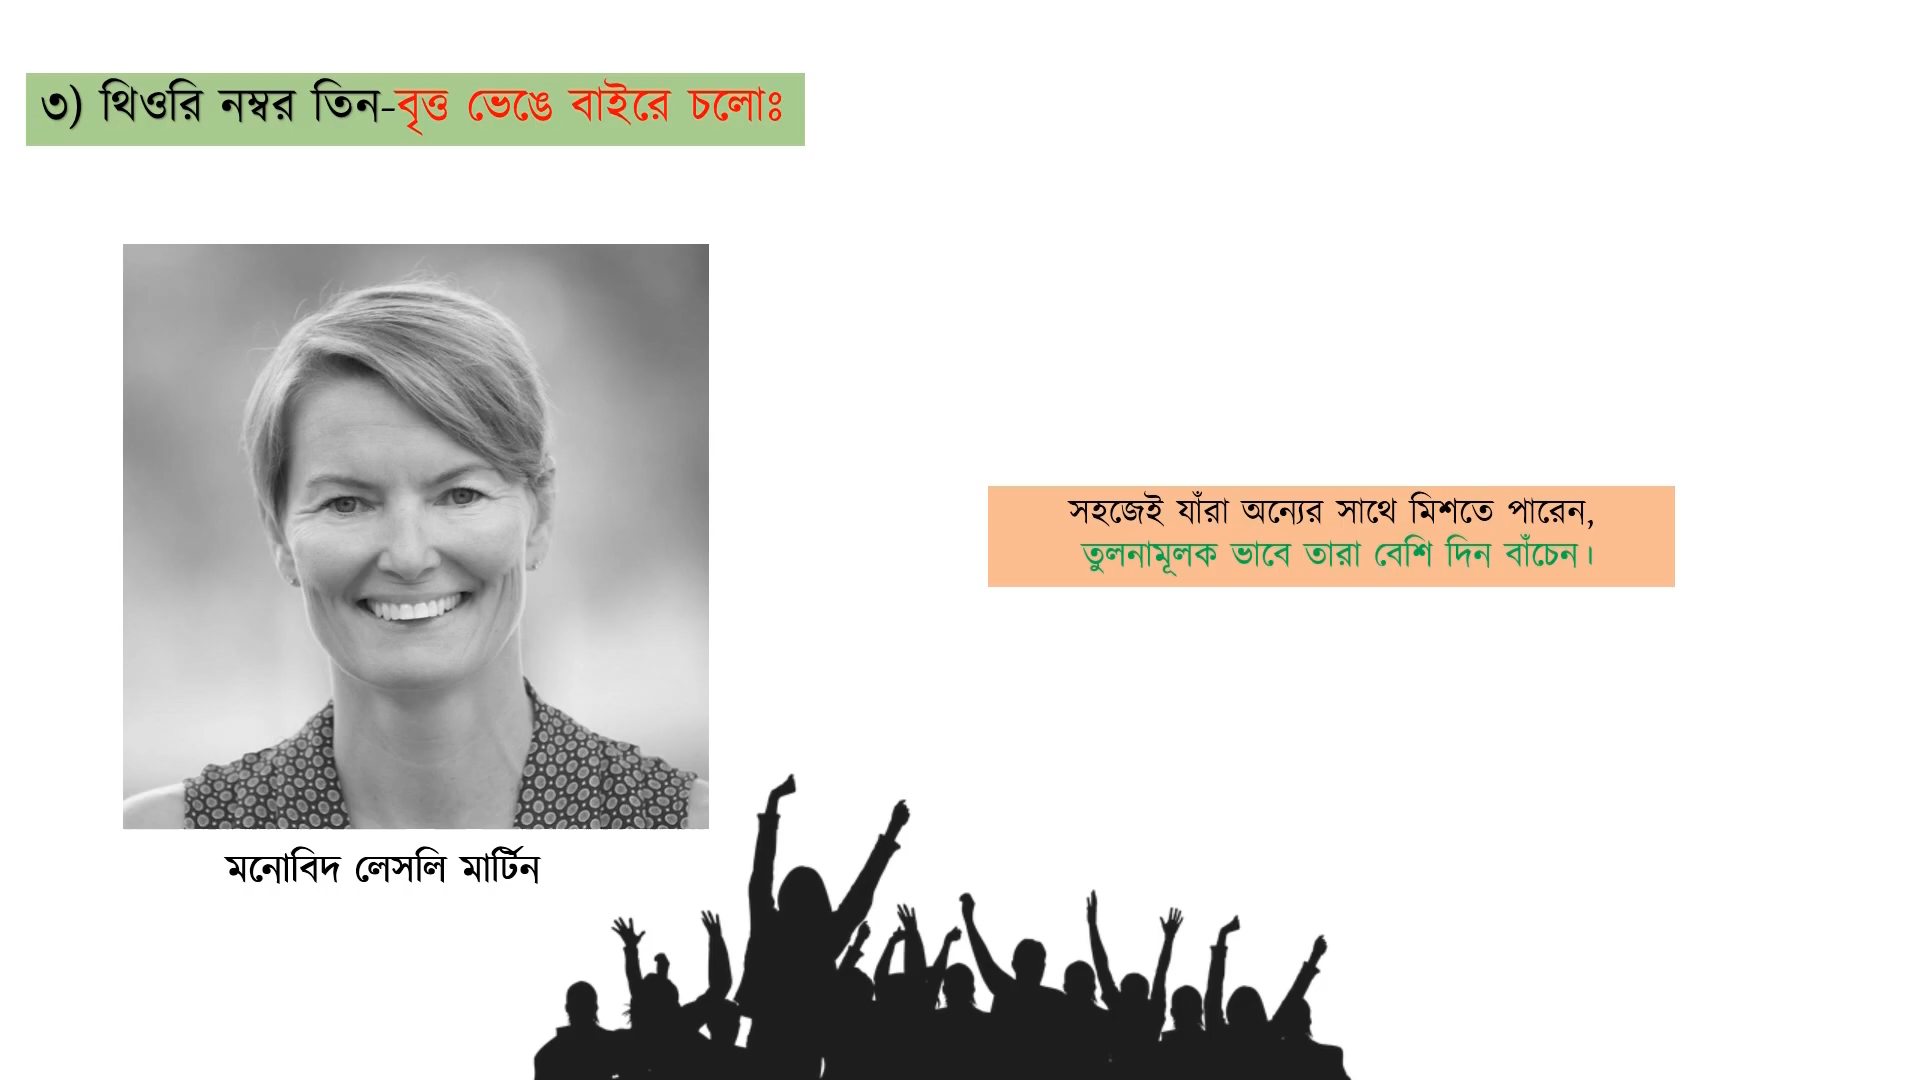 ৩) থিওরি নম্বর তিন-বৃত্ত ভেঙে বাইরে চলোঃ
সহজেই যাঁরা অন্যের সাথে মিশতে পারেন,
তুলনামূলক ভাবে তারা বেশি দিন বাঁচেন।
মনোবিদ লেসলি মার্টিন